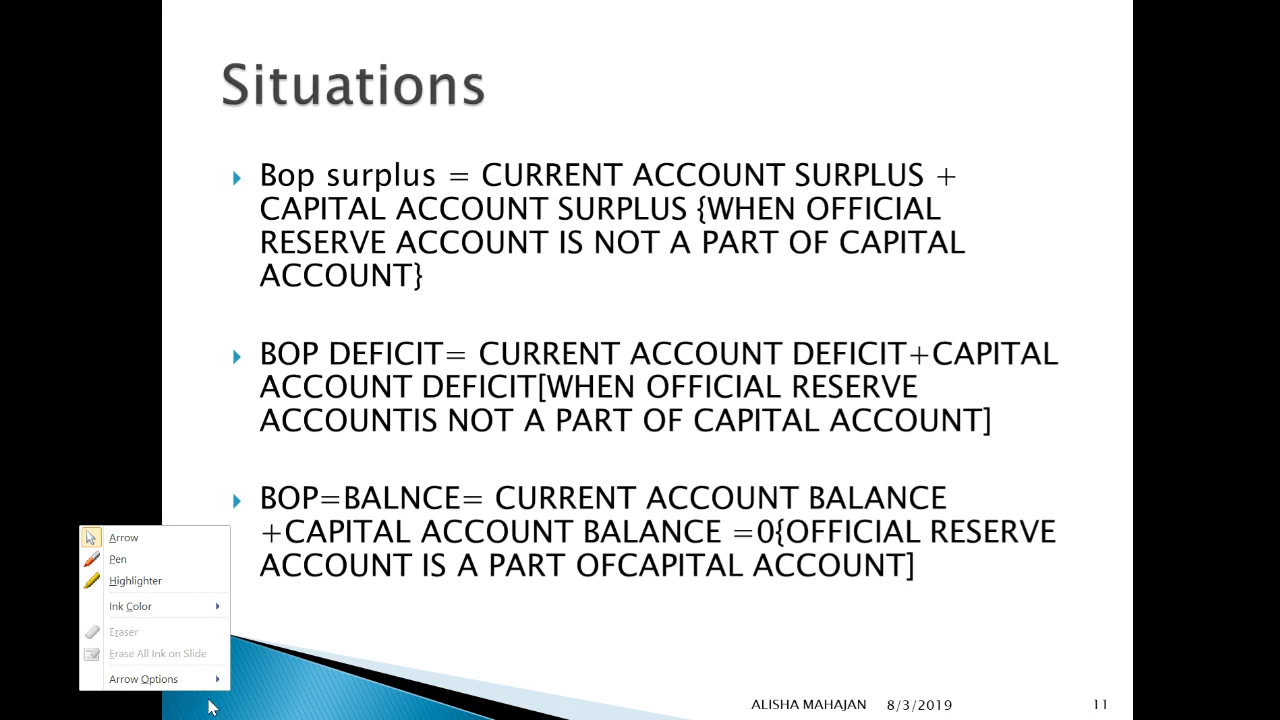 Situations
Bop surplus = CURRENT ACCOUNT SURPLUS +
CAPITAL ACCOUNT SURPLUS {WHEN OFFICIAL
RESERVE ACCOUNT IS NOT A PART OF CAPITAL
ACCOUNT}
BOP DEFICIT= CURRENT ACCOUNT DEFICIT+CAPITAL
ACCOUNT DEFICIT[WHEN OFFICIAL RESERVE
ACCOUNTIS NOT A PART OF CAPITAL ACCOUNT]
BOP=BALNCE= CURRENT ACCOUNT BALANCE
+CAPITAL ACCOUNT BALANCE =0{OFFICIAL RESERVE
ACCOUNT IS A PART OFCAPITAL ACCOUNT]
Arrow
Pen
Highlighter
Ink Color
Eraser
Erase All Ink on Slide
Arrow Options
ALISHA MAHAJAN 8/3/2019 11